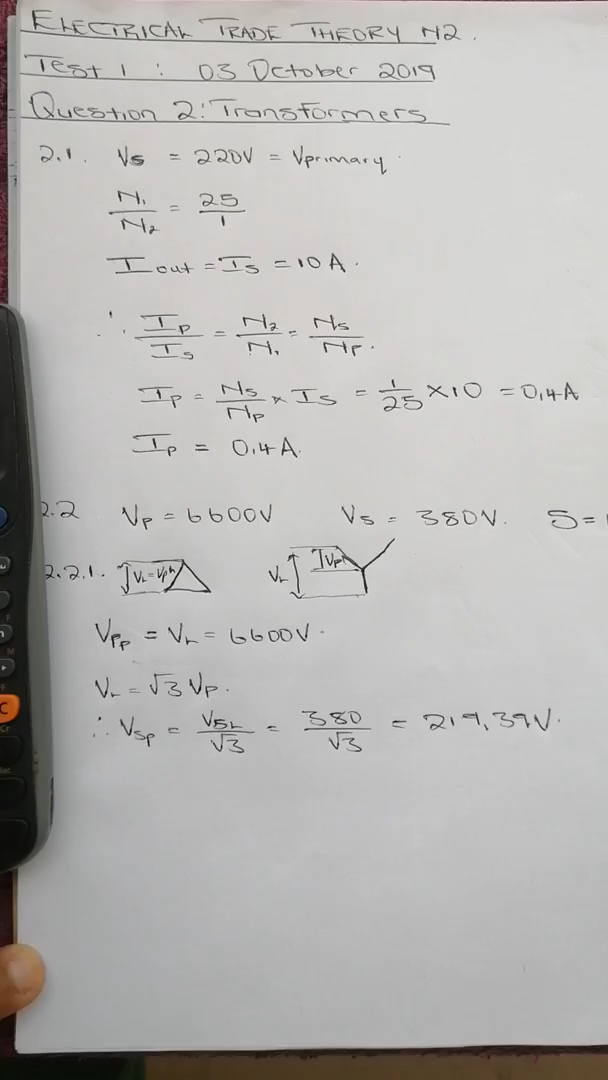 ELECTRICAL TRADE THEORY N2.
Test 1 : 03 October 2019
Question 2: Transformers
2.1. Vs = 220V = Vprimary.
N1/N2 = 25/1
Iout = Is = 10A.
∴ Ip/Is = N2/N1 = Ns/Np.
Ip = Ns/Np × Is = 1/25 × 10 = 0,4A
Ip = 0,4A.
2.2 Vp = 6600V Vs = 380V. S=
2.2.1. VL=Vph VL Vph
VPp = VL = 6600V.
VL = √3 Vp.
∴ VSp = VSL/√3 = 380/√3 = 219,39V.